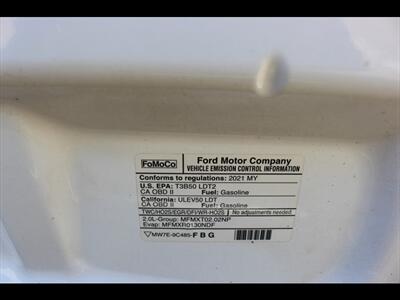 FoMoCo
Ford Motor Company
VEHICLE EMISSION CONTROL INFORMATION
Conforms to regulations: 2021 MY
U.S. EPA: T3B50 LDT2
CA OBD II Fuel: Gasoline
California: ULEV50 LDT
CA OBD II Fuel: Gasoline
TWC/HO2S/EGR/DFI/WR-HO2S No adjustments needed.
2.0L-Group: MFMXT02.02NP
Evap: MFMXR0130NDF
MW7E-9C485-FBG